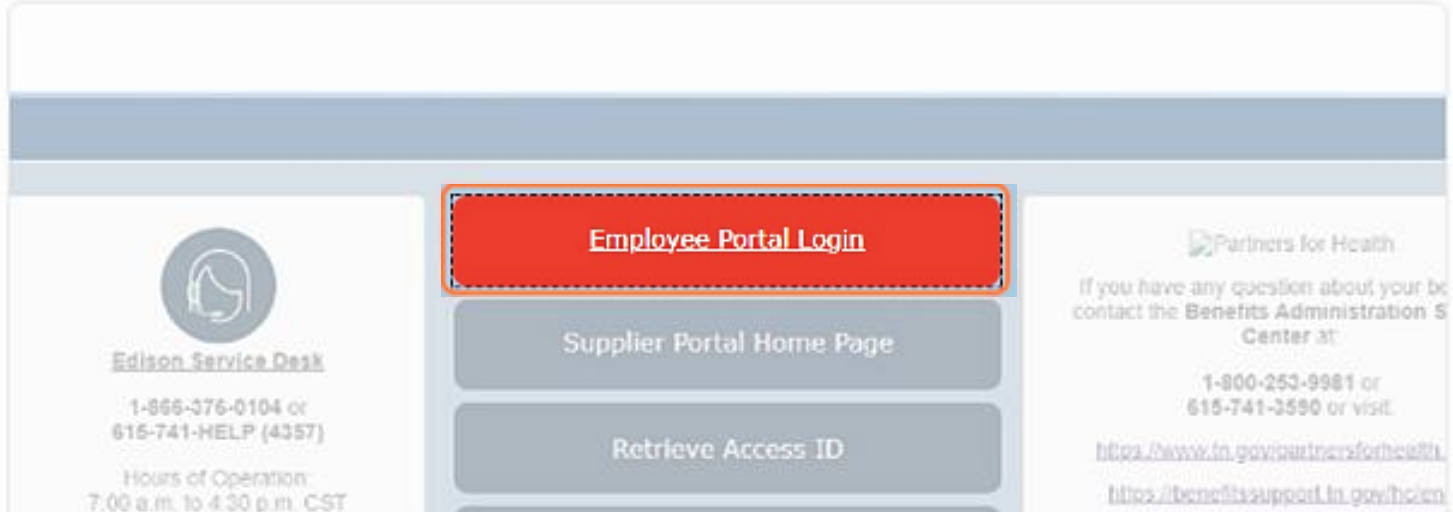 Edison Service Desk
1-866-376-0104 or
615-741-HELP (4357)
Hours of Operation:
7:00 a.m. to 4:30 p.m. CST
Employee Portal Login
Supplier Portal Home Page
Retrieve Access ID
Partners for Health
If you have any question about your
contact the Benefits Administration S
Center at:
1-800-253-9981 or
615-741-3590 or visit:
https://www.tn.gov/partnersforhealth.
https://benefitssupport.tn.gov/hc/en